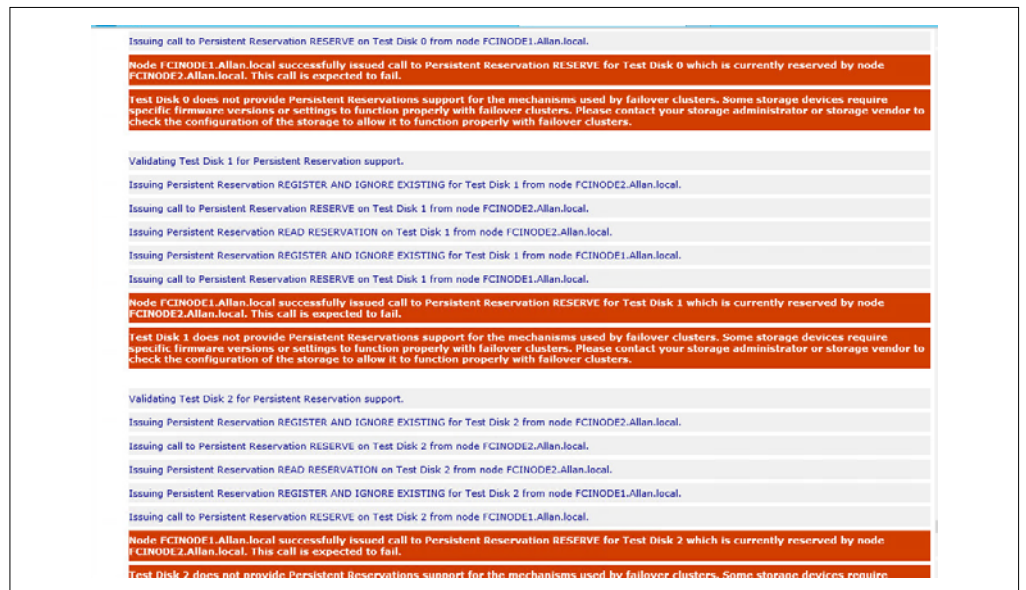 Issuing call to Persistent Reservation RESERVE on Test Disk 0 from node FCINODE1.Allan.local.
Node FCINODE1.Allan.local successfully issued call to Persistent Reservation RESERVE for Test Disk 0 which is currently reserved by node
FCINODE2.Allan.local. This call is expected to fail.
Test Disk 0 does not provide Persistent Reservations support for the mechanisms used by failover clusters. Some storage devices require
specific firmware versions or settings to function properly with failover clusters. Please contact your storage administrator or storage vendor to
check the configuration of the storage to allow it to function properly with failover clusters.
Validating Test Disk 1 for Persistent Reservation support.
Issuing Persistent Reservation REGISTER AND IGNORE EXISTING for Test Disk 1 from node FCINODE2.Allan.local.
Issuing call to Persistent Reservation RESERVE on Test Disk 1 from node FCINODE2.Allan.local.
Issuing Persistent Reservation READ RESERVATION on Test Disk 1 from node FCINODE2.Allan.local.
Issuing Persistent Reservation REGISTER AND IGNORE EXISTING for Test Disk 1 from node FCINODE1.Allan.local.
Issuing call to Persistent Reservation RESERVE on Test Disk 1 from node FCINODE1.Allan.local.
Node FCINODE1.Allan.local successfully issued call to Persistent Reservation RESERVE for Test Disk 1 which is currently reserved by node
FCINODE2.Allan.local. This call is expected to fail.
Test Disk 1 does not provide Persistent Reservations support for the mechanisms used by failover clusters. Some storage devices require
specific firmware versions or settings to function properly with failover clusters. Please contact your storage administrator or storage vendor to
check the configuration of the storage to allow it to function properly with failover clusters.
Validating Test Disk 2 for Persistent Reservation support.
Issuing Persistent Reservation REGISTER AND IGNORE EXISTING for Test Disk 2 from node FCINODE2.Allan.local.
Issuing call to Persistent Reservation RESERVE on Test Disk 2 from node FCINODE2.Allan.local.
Issuing Persistent Reservation READ RESERVATION on Test Disk 2 from node FCINODE2.Allan.local.
Issuing Persistent Reservation REGISTER AND IGNORE EXISTING for Test Disk 2 from node FCINODE1.Allan.local.
Issuing call to Persistent Reservation RESERVE on Test Disk 2 from node FCINODE1.Allan.local.
Node FCINODE1.Allan.local successfully issued call to Persistent Reservation RESERVE for Test Disk 2 which is currently reserved by node
FCINODE2.Allan.local. This call is expected to fail.
Test Disk 2 does not provide Persistent Reservations support for the mechanisms used by failover clusters. Some storage devices require